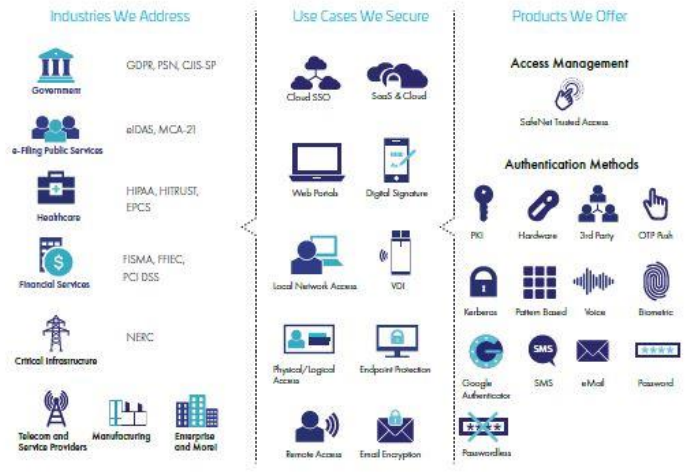 Industries We Address
Government
GDPR, PSN, CJIS-SP
e-Filing Public Services
eIDAS, MCA-21
Healthcare
HIPAA, HITRUST,
EPCS
Financial Services
FISMA, FFIEC,
PCI DSS
Critical Infrastructure
NERC
Telecom and
Service Providers
Manufacturing
Enterprise
and More!
Use Cases We Secure
Cloud SSO
SaaS & Cloud
Web Portals
Digital Signature
Local Network Access
VDI
Physical/Logical
Access
Endpoint Protection
Remote Access
Email Encryption
Products We Offer
Access Management
SafeNet Trusted Access
Authentication Methods
PKI
Hardware
3rd Party
OTP Push
Kerberos
Pattern Based
Voice
Biometric
Google
Authenticator
SMS
SMS
eMail
****
Password
****
Passwordless